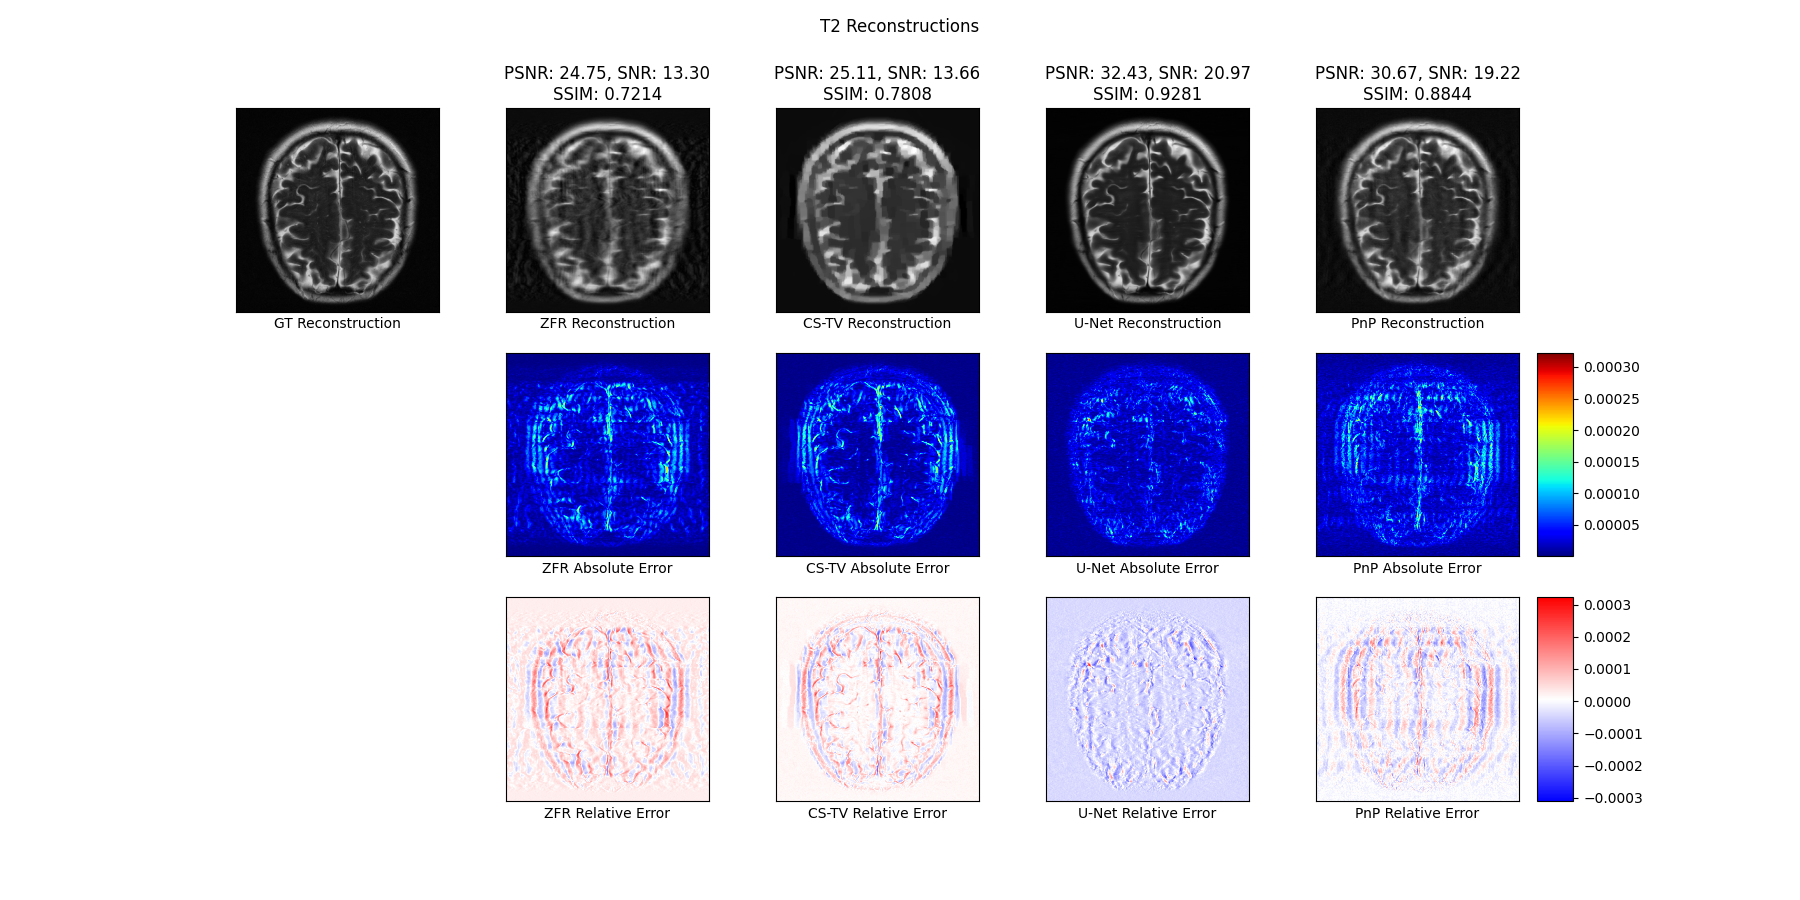 T2 Reconstructions
PSNR: 24.75, SNR: 13.30
SSIM: 0.7214
PSNR: 25.11, SNR: 13.66
SSIM: 0.7808
PSNR: 32.43, SNR: 20.97
SSIM: 0.9281
PSNR: 30.67, SNR: 19.22
SSIM: 0.8844
GT Reconstruction
ZFR Reconstruction
CS-TV Reconstruction
U-Net Reconstruction
PnP Reconstruction
0.00030
0.00025
0.00020
0.00015
0.00010
0.00005
ZFR Absolute Error
CS-TV Absolute Error
U-Net Absolute Error
PnP Absolute Error
0.0003
0.0002
0.0001
0.0000
−0.0001
−0.0002
−0.0003
ZFR Relative Error
CS-TV Relative Error
U-Net Relative Error
PnP Relative Error